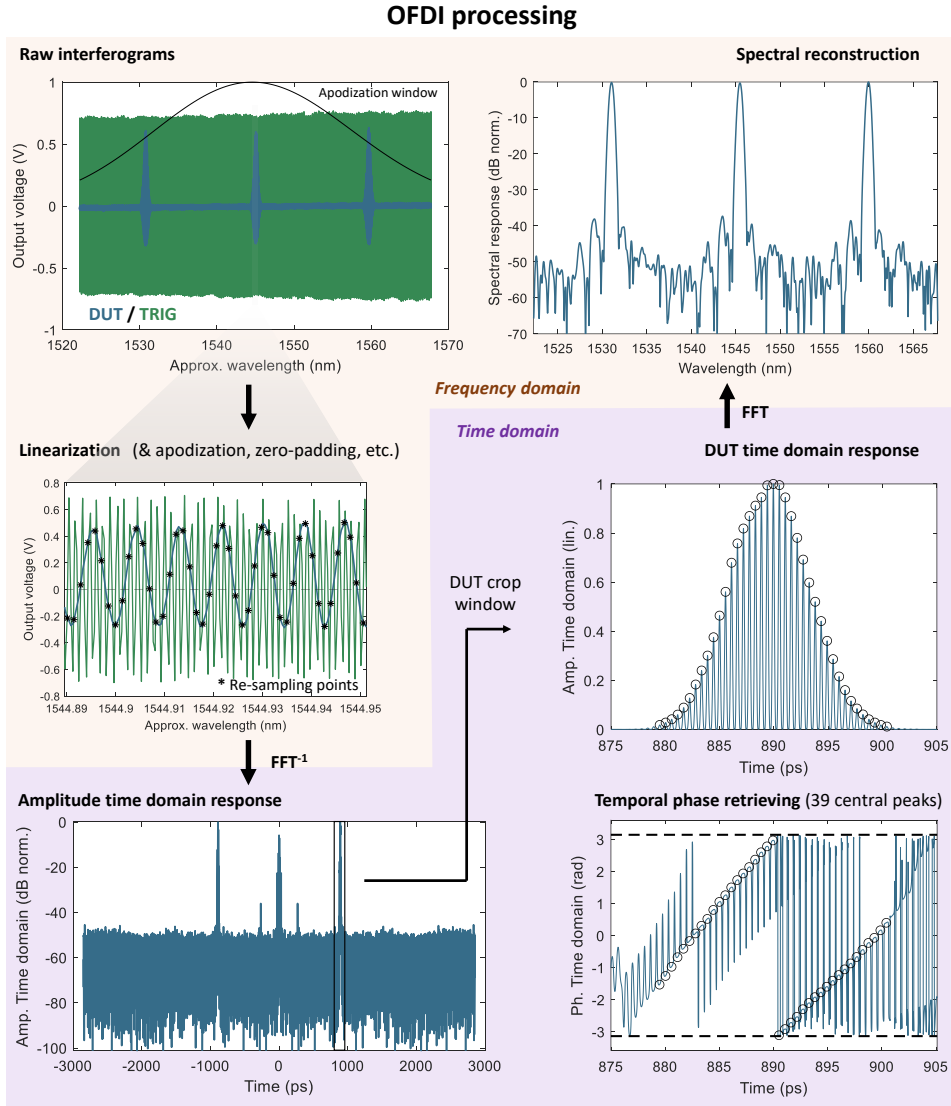 OFDI processing
Raw interferograms
Apodization window
1
0.5
0
-0.5
-1
Output voltage (V)
DUT / TRIG
1520 1530 1540 1550 1560 1570
Approx. wavelength (nm)
Spectral reconstruction
0
-10
-20
-30
-40
-50
-60
-70
Spectral response (dB norm.)
1525 1530 1535 1540 1545 1550 1555 1560 1565
Wavelength (nm)
Frequency domain
Time domain
FFT
Linearization (& apodization, zero-padding, etc.)
0.8
0.6
0.4
0.2
0
-0.2
-0.4
-0.6
-0.8
Output voltage (V)
* Re-sampling points
1544.89 1544.9 1544.91 1544.92 1544.93 1544.94 1544.95
Approx. wavelength (nm)
FFT-1
DUT crop
window
DUT time domain response
1
0.8
0.6
0.4
0.2
0
Amp. Time domain (lin.)
875 880 885 890 895 900 905
Time (ps)
Amplitude time domain response
0
-20
-40
-60
-80
-100
Amp. Time domain (dB norm.)
-3000 -2000 -1000 0 1000 2000 3000
Time (ps)
Temporal phase retrieving (39 central peaks)
3
2
1
0
-1
-2
-3
Ph. Time domain (rad)
875 880 885 890 895 900 905
Time (ps)